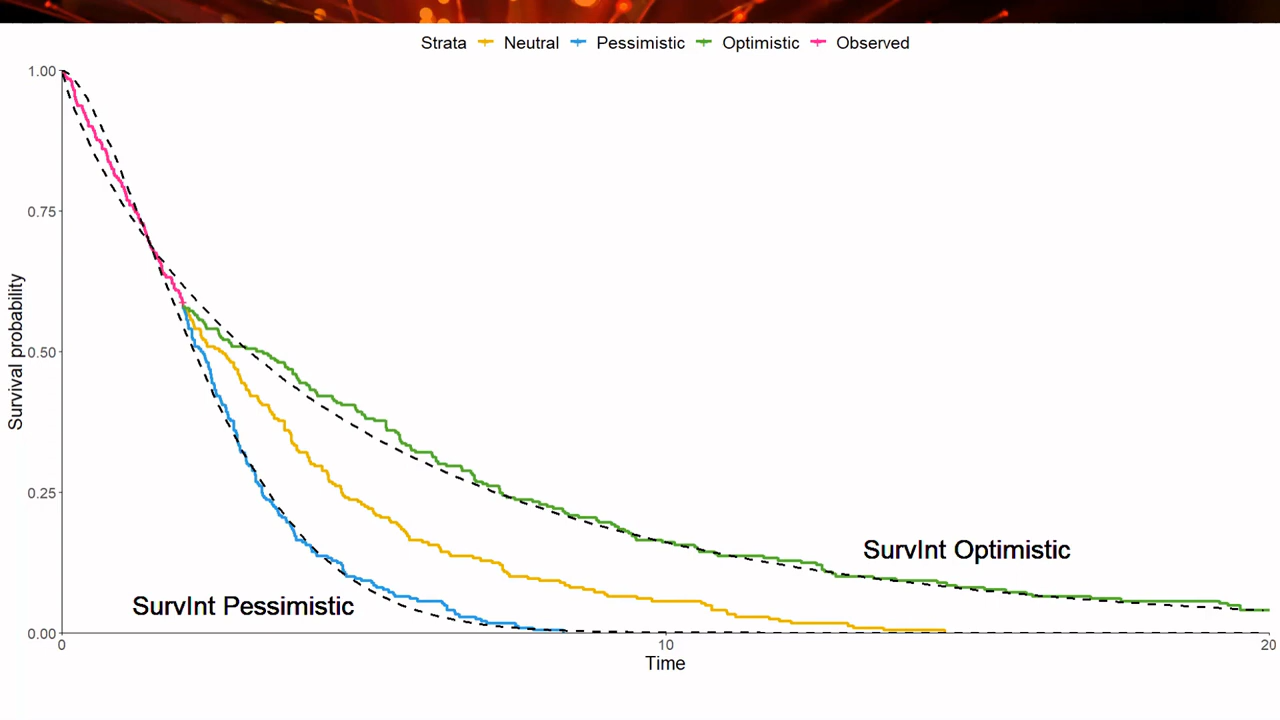 Strata Neutral Pessimistic Optimistic Observed
1.00
0.75
0.50
0.25
0.00
Survival probability
SurvInt Optimistic
SurvInt Pessimistic
0 10 20
Time